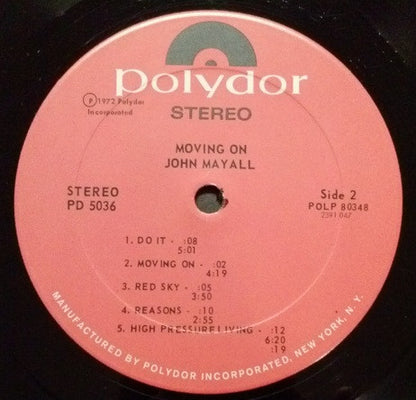 polydor
℗ 1972 Polydor
Incorporated
STEREO
MOVING ON
JOHN MAYALL
STEREO
PD 5036
Side 2
POLP 80348
2391 047
1. DO IT - :08
5:01
2. MOVING ON - :02
4:19
3. RED SKY - :05
3:50
4. REASONS - :10
2:55
5. HIGH PRESSURE LIVING - :12
6:20
:19
MANUFACTURED BY POLYDOR INCORPORATED, NEW YORK, N.Y.